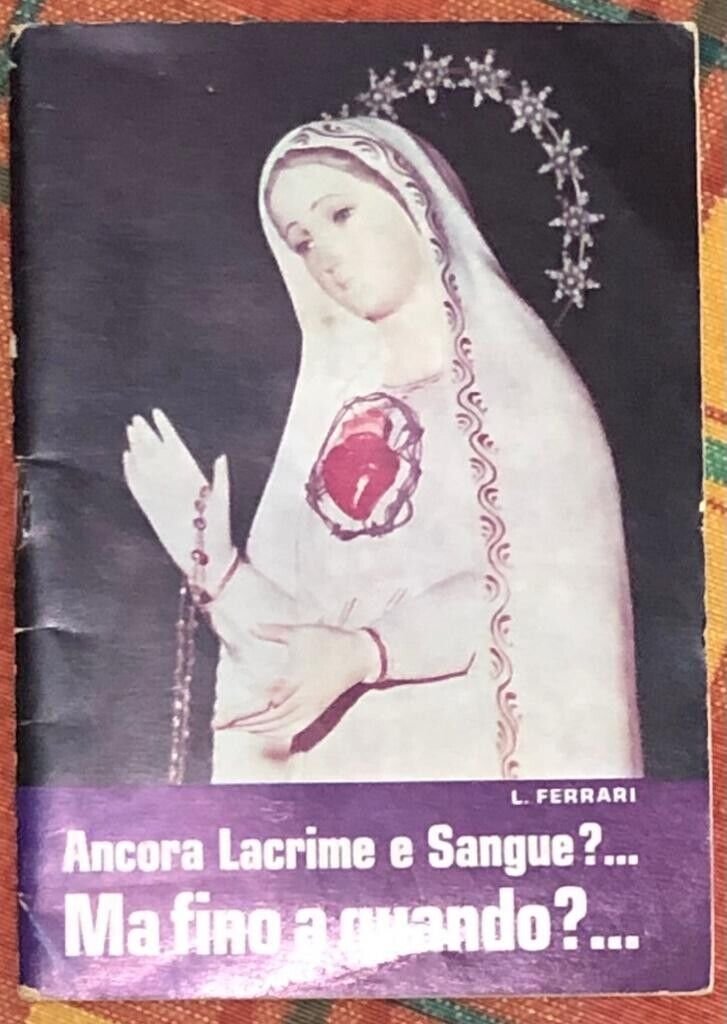 L. FERRARI
Ancora Lacrime e Sangue?...
Ma fino a quando?...